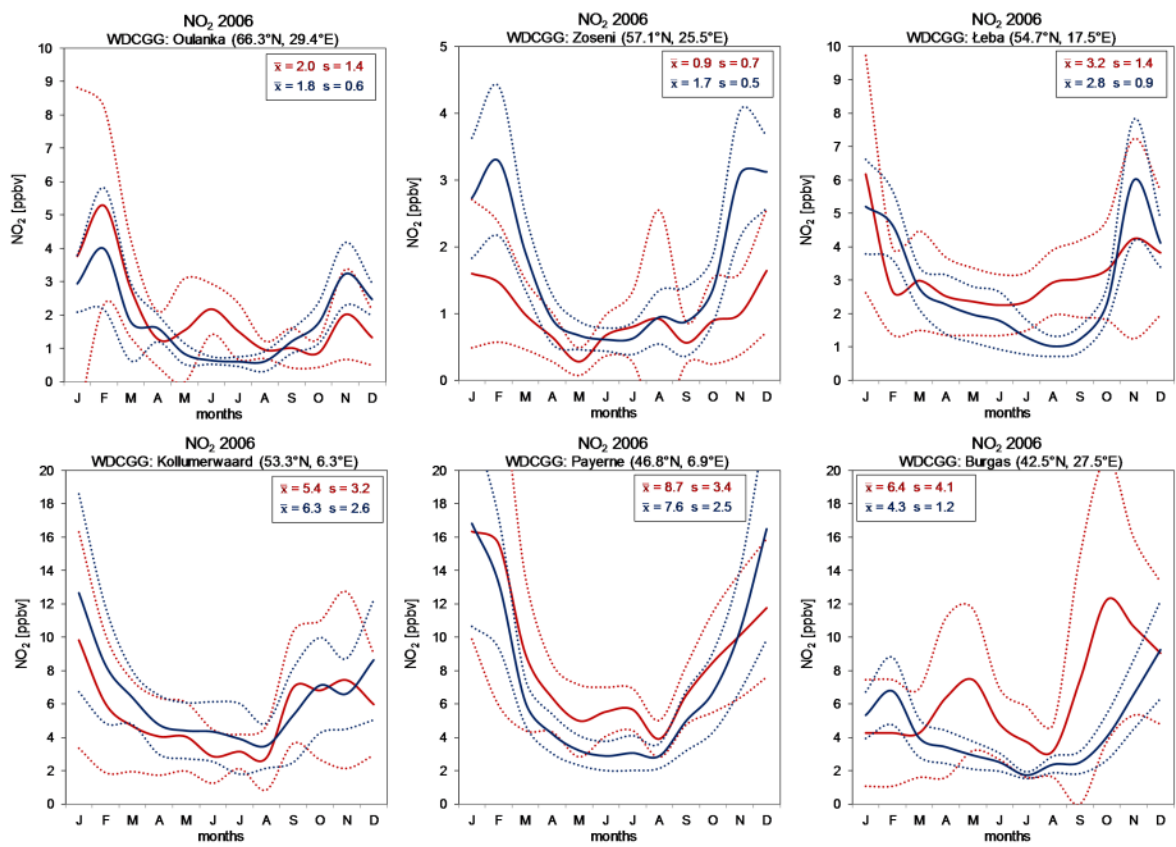 NO₂ 2006
WDCGG: Oulanka (66.3°N, 29.4°E)
x̅ = 2.0 s = 1.4
x̅ = 1.8 s = 0.6
NO₂ [ppbv]
10
9
8
7
6
5
4
3
2
1
0
J F M A M J J A S O N D
months
NO₂ 2006
WDCGG: Zoseni (57.1°N, 25.5°E)
x̅ = 0.9 s = 0.7
x̅ = 1.7 s = 0.5
NO₂ [ppbv]
5
4
3
2
1
0
J F M A M J J A S O N D
months
NO₂ 2006
WDCGG: Łeba (54.7°N, 17.5°E)
x̅ = 3.2 s = 1.4
x̅ = 2.8 s = 0.9
NO₂ [ppbv]
10
9
8
7
6
5
4
3
2
1
0
J F M A M J J A S O N D
months
NO₂ 2006
WDCGG: Kollumerwaard (53.3°N, 6.3°E)
x̅ = 5.4 s = 3.2
x̅ = 6.3 s = 2.6
NO₂ [ppbv]
20
18
16
14
12
10
8
6
4
2
0
J F M A M J J A S O N D
months
NO₂ 2006
WDCGG: Payerne (46.8°N, 6.9°E)
x̅ = 8.7 s = 3.4
x̅ = 7.6 s = 2.5
NO₂ [ppbv]
20
18
16
14
12
10
8
6
4
2
0
J F M A M J J A S O N D
months
NO₂ 2006
WDCGG: Burgas (42.5°N, 27.5°E)
x̅ = 6.4 s = 4.1
x̅ = 4.3 s = 1.2
NO₂ [ppbv]
20
18
16
14
12
10
8
6
4
2
0
J F M A M J J A S O N D
months